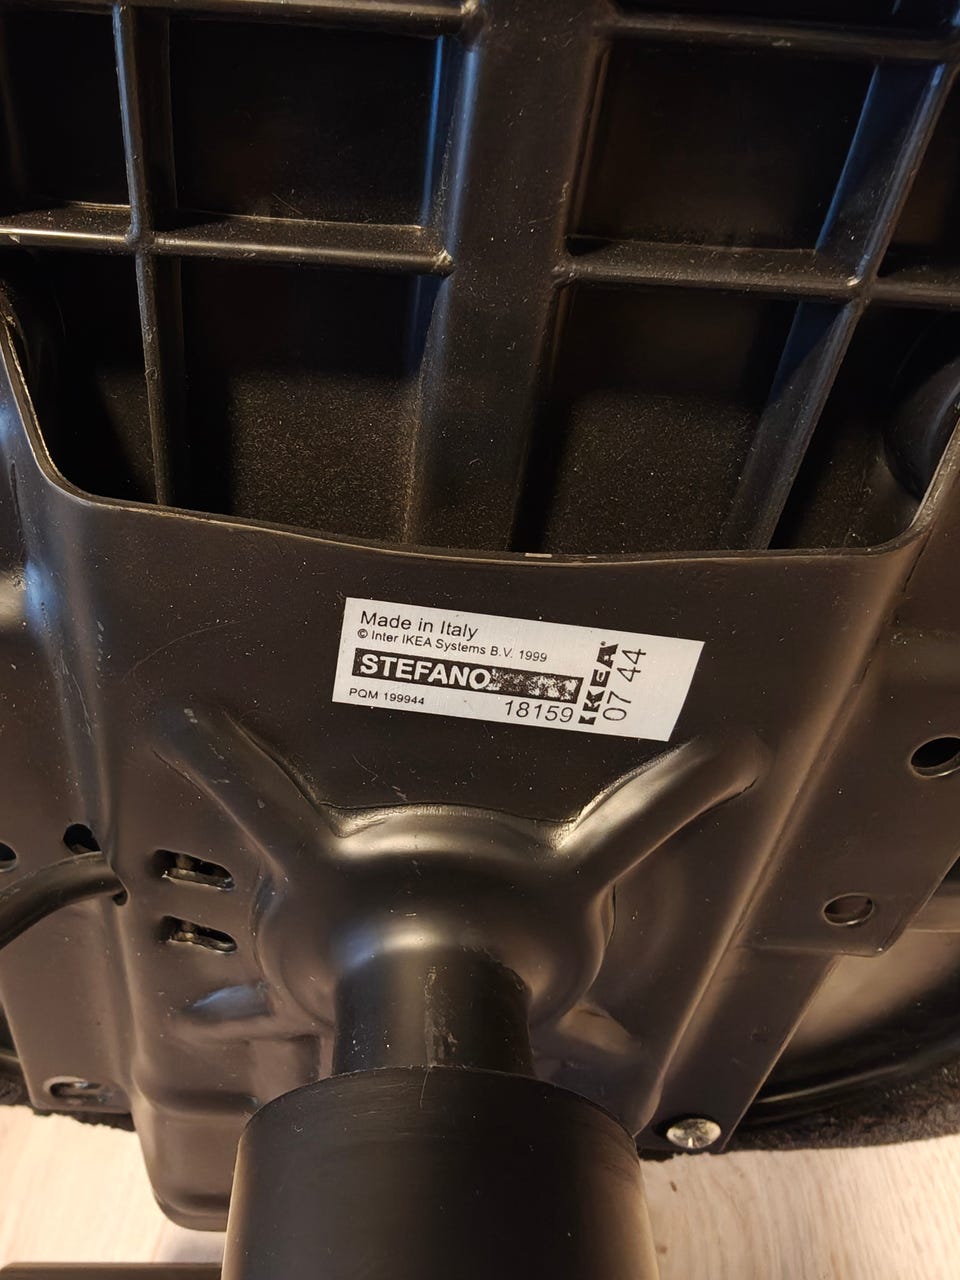 Made in Italy
© Inter IKEA Systems B.V. 1999
STEFANO
PQM 199944
18159
IKEA
07 44